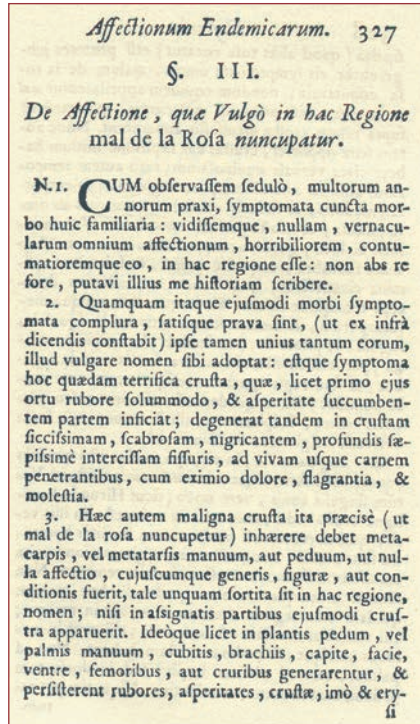 Affectionum Endemicarum. 327
§. III.
De Affectione, quæ Vulgò in hac Regione
mal de la Rosa nuncupatur.
N.1. CUM observassem sedulò, multorum an-
norum praxi, symptomata cuncta mor-
bo huic familiaria: vidissemque, nullam, vernacu-
larum omnium affectionum, horribiliorem, contu-
matioremque eo, in hac regione esse: non abs re
fore, putavi illius me historiam scribere.
2. Quamquam itaque ejusmodi morbi sympto-
mata complura, satisque prava sint, (ut ex infrà
dicendis constabit) ipse tamen unius tantum eorum,
illud vulgare nomen sibi adoptat: estque symptoma
hoc quædam terrifica crusta, quæ, licet primo ejus
ortu rubore solummodo, & asperitate succumben-
tem partem inficiat; degenerat tandem in crustam
siccissimam, scabrosam, nigricantem, profundis sæ-
pissimè intercissam fissuris, ad vivam usque carnem
penetrantibus, cum eximio dolore, flagrantia, &
molestia.
3. Hæc autem maligna crusta ita præcisè (ut
mal de la rosa nuncupetur) inhærere debet meta-
carpis, vel metatarsis manuum, aut peduum, ut nul-
la affectio, cujuscumque generis, figuræ, aut con-
ditionis fuerit, tale unquam sortita sit in hac regione,
nomen; nisi in assignatis partibus ejusmodi crus-
tra apparuerit. Ideòque licet in plantis pedum, vel
palmis manuum, cubitis, brachiis, capite, facie,
ventre, femoribus, aut cruribus generarentur, &
persisterent rubores, asperitates, crustæ, imò & ery-
si